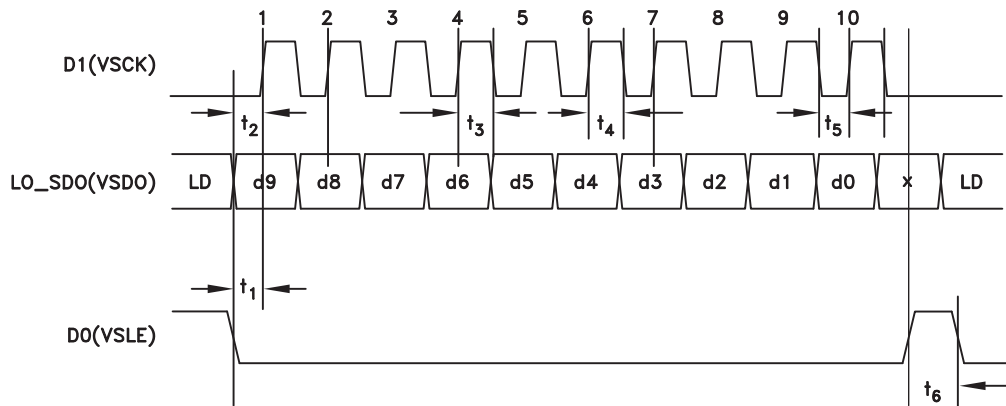 1 2 3 4 5 6 7 8 9 10
D1(VSCK)
t2 t3 t4 t5
LO_SDO(VSDO) LD d9 d8 d7 d6 d5 d4 d3 d2 d1 d0 x LD
t1
D0(VSLE)
t6